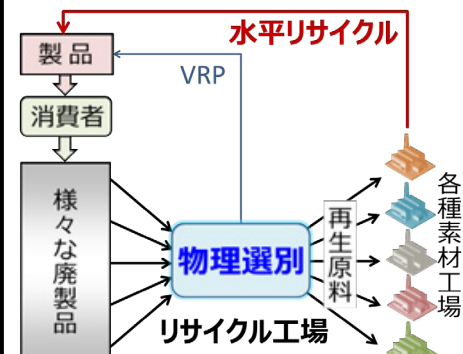 水平リサイクル
製品
VRP
消費者
様々な廃製品
物理選別
再生原料
各種素材工場
リサイクル工場